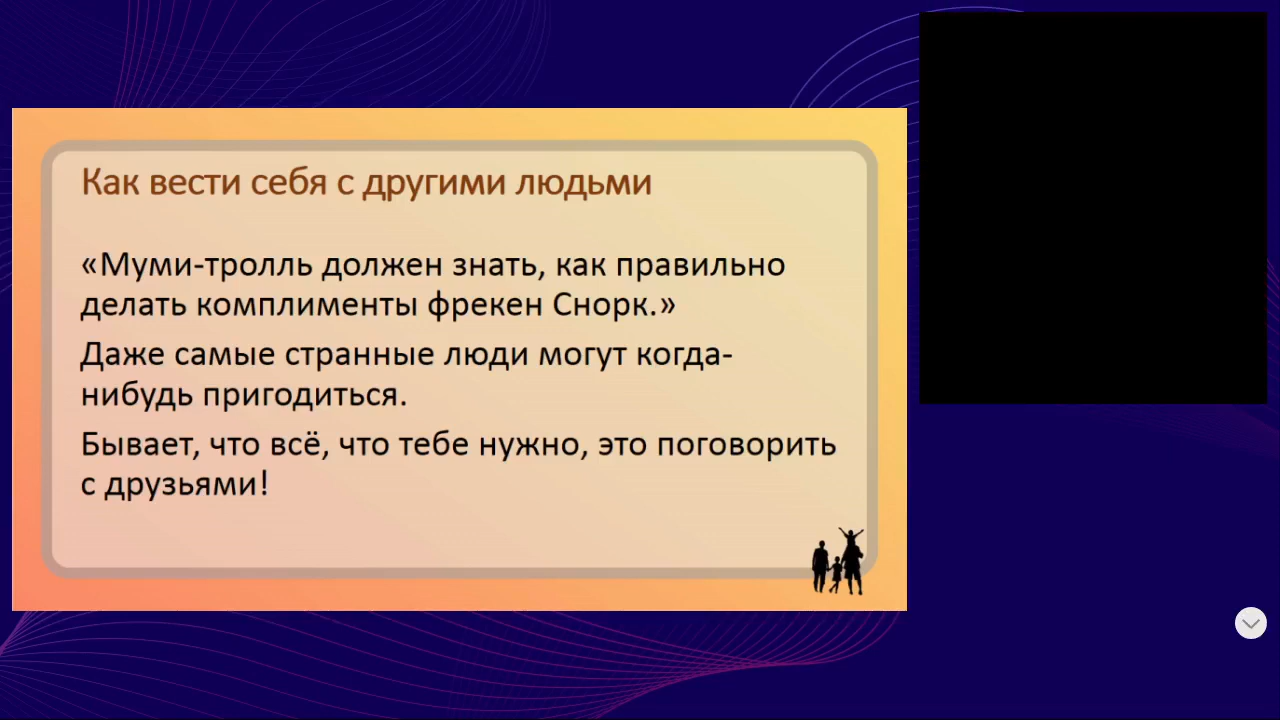 Как вести себя с другими людьми
«Муми-тролль должен знать, как правильно
делать комплименты фрекен Снорк.»
Даже самые странные люди могут когда-
нибудь пригодиться.
Бывает, что всё, что тебе нужно, это поговорить
с друзьями!